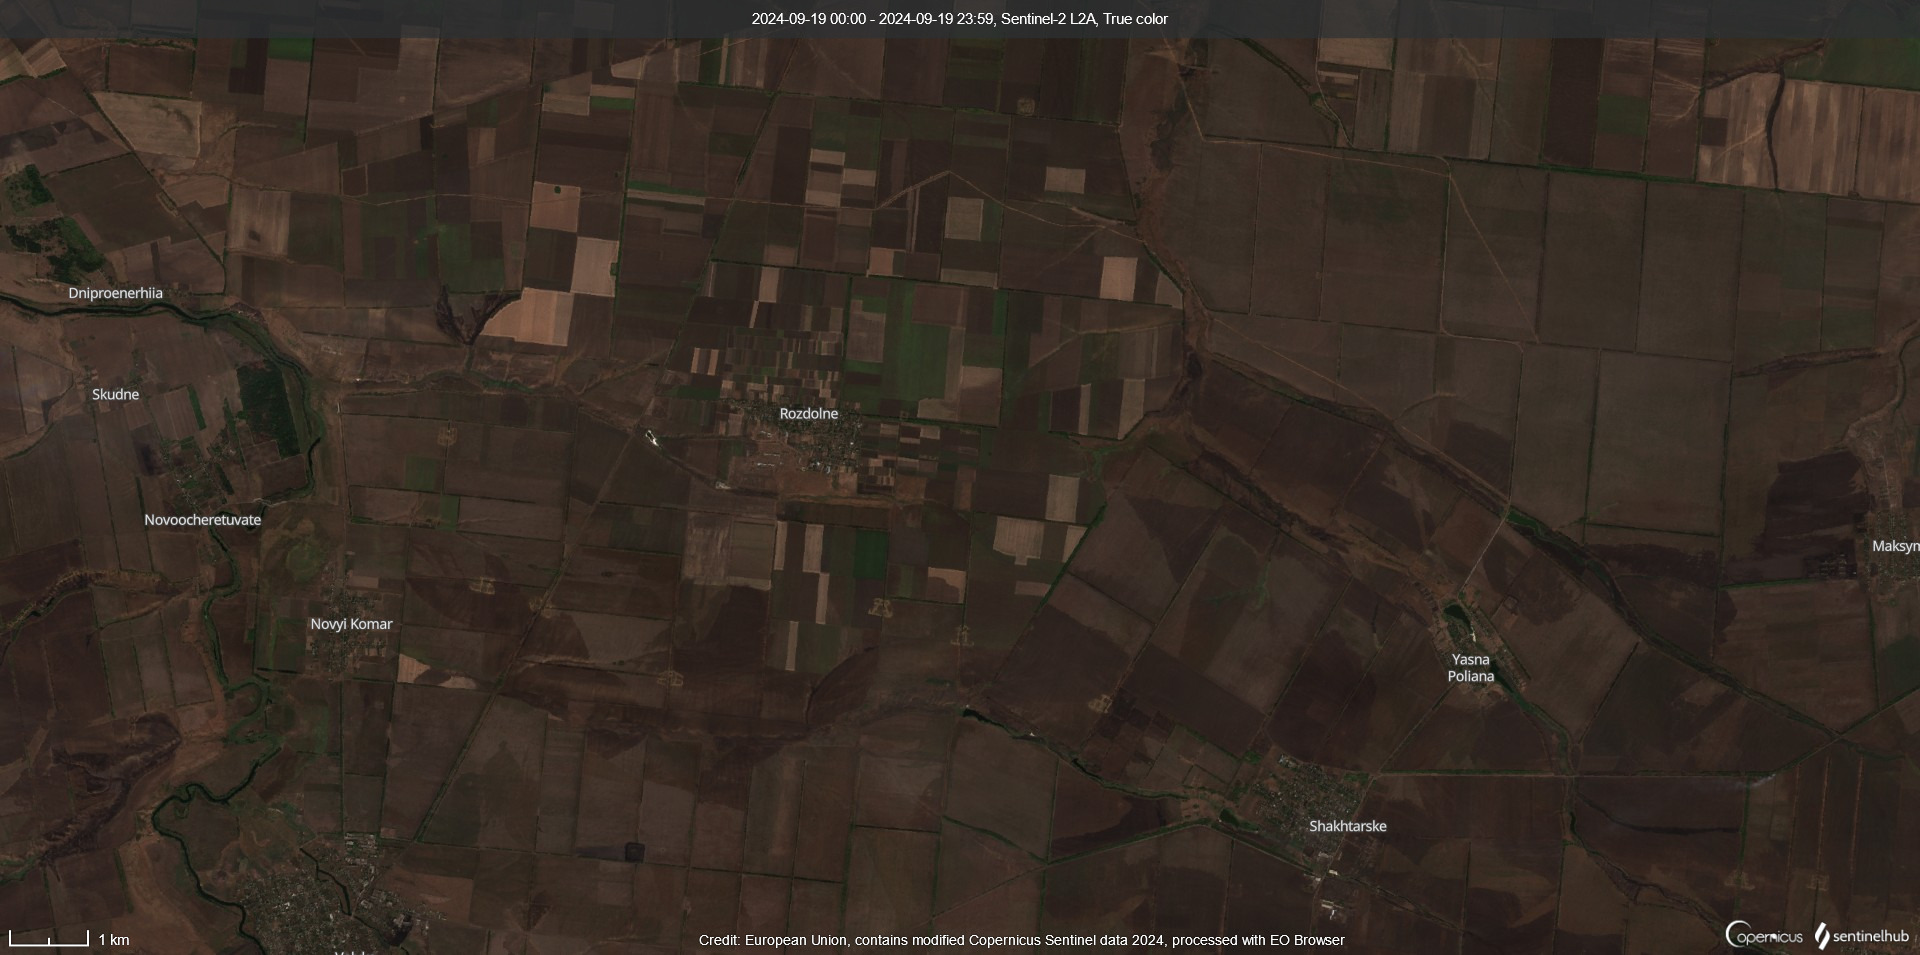 2024-09-19 00:00 - 2024-09-19 23:59, Sentinel-2 L2A, True color
Dniproenerhiia
Skudne
Rozdolne
Novoocheretuvate
Maksym
Novyi Komar
Yasna
Poliana
Shakhtarske
1 km
Credit: European Union, contains modified Copernicus Sentinel data 2024, processed with EO Browser
Copernicus
sentinelhub